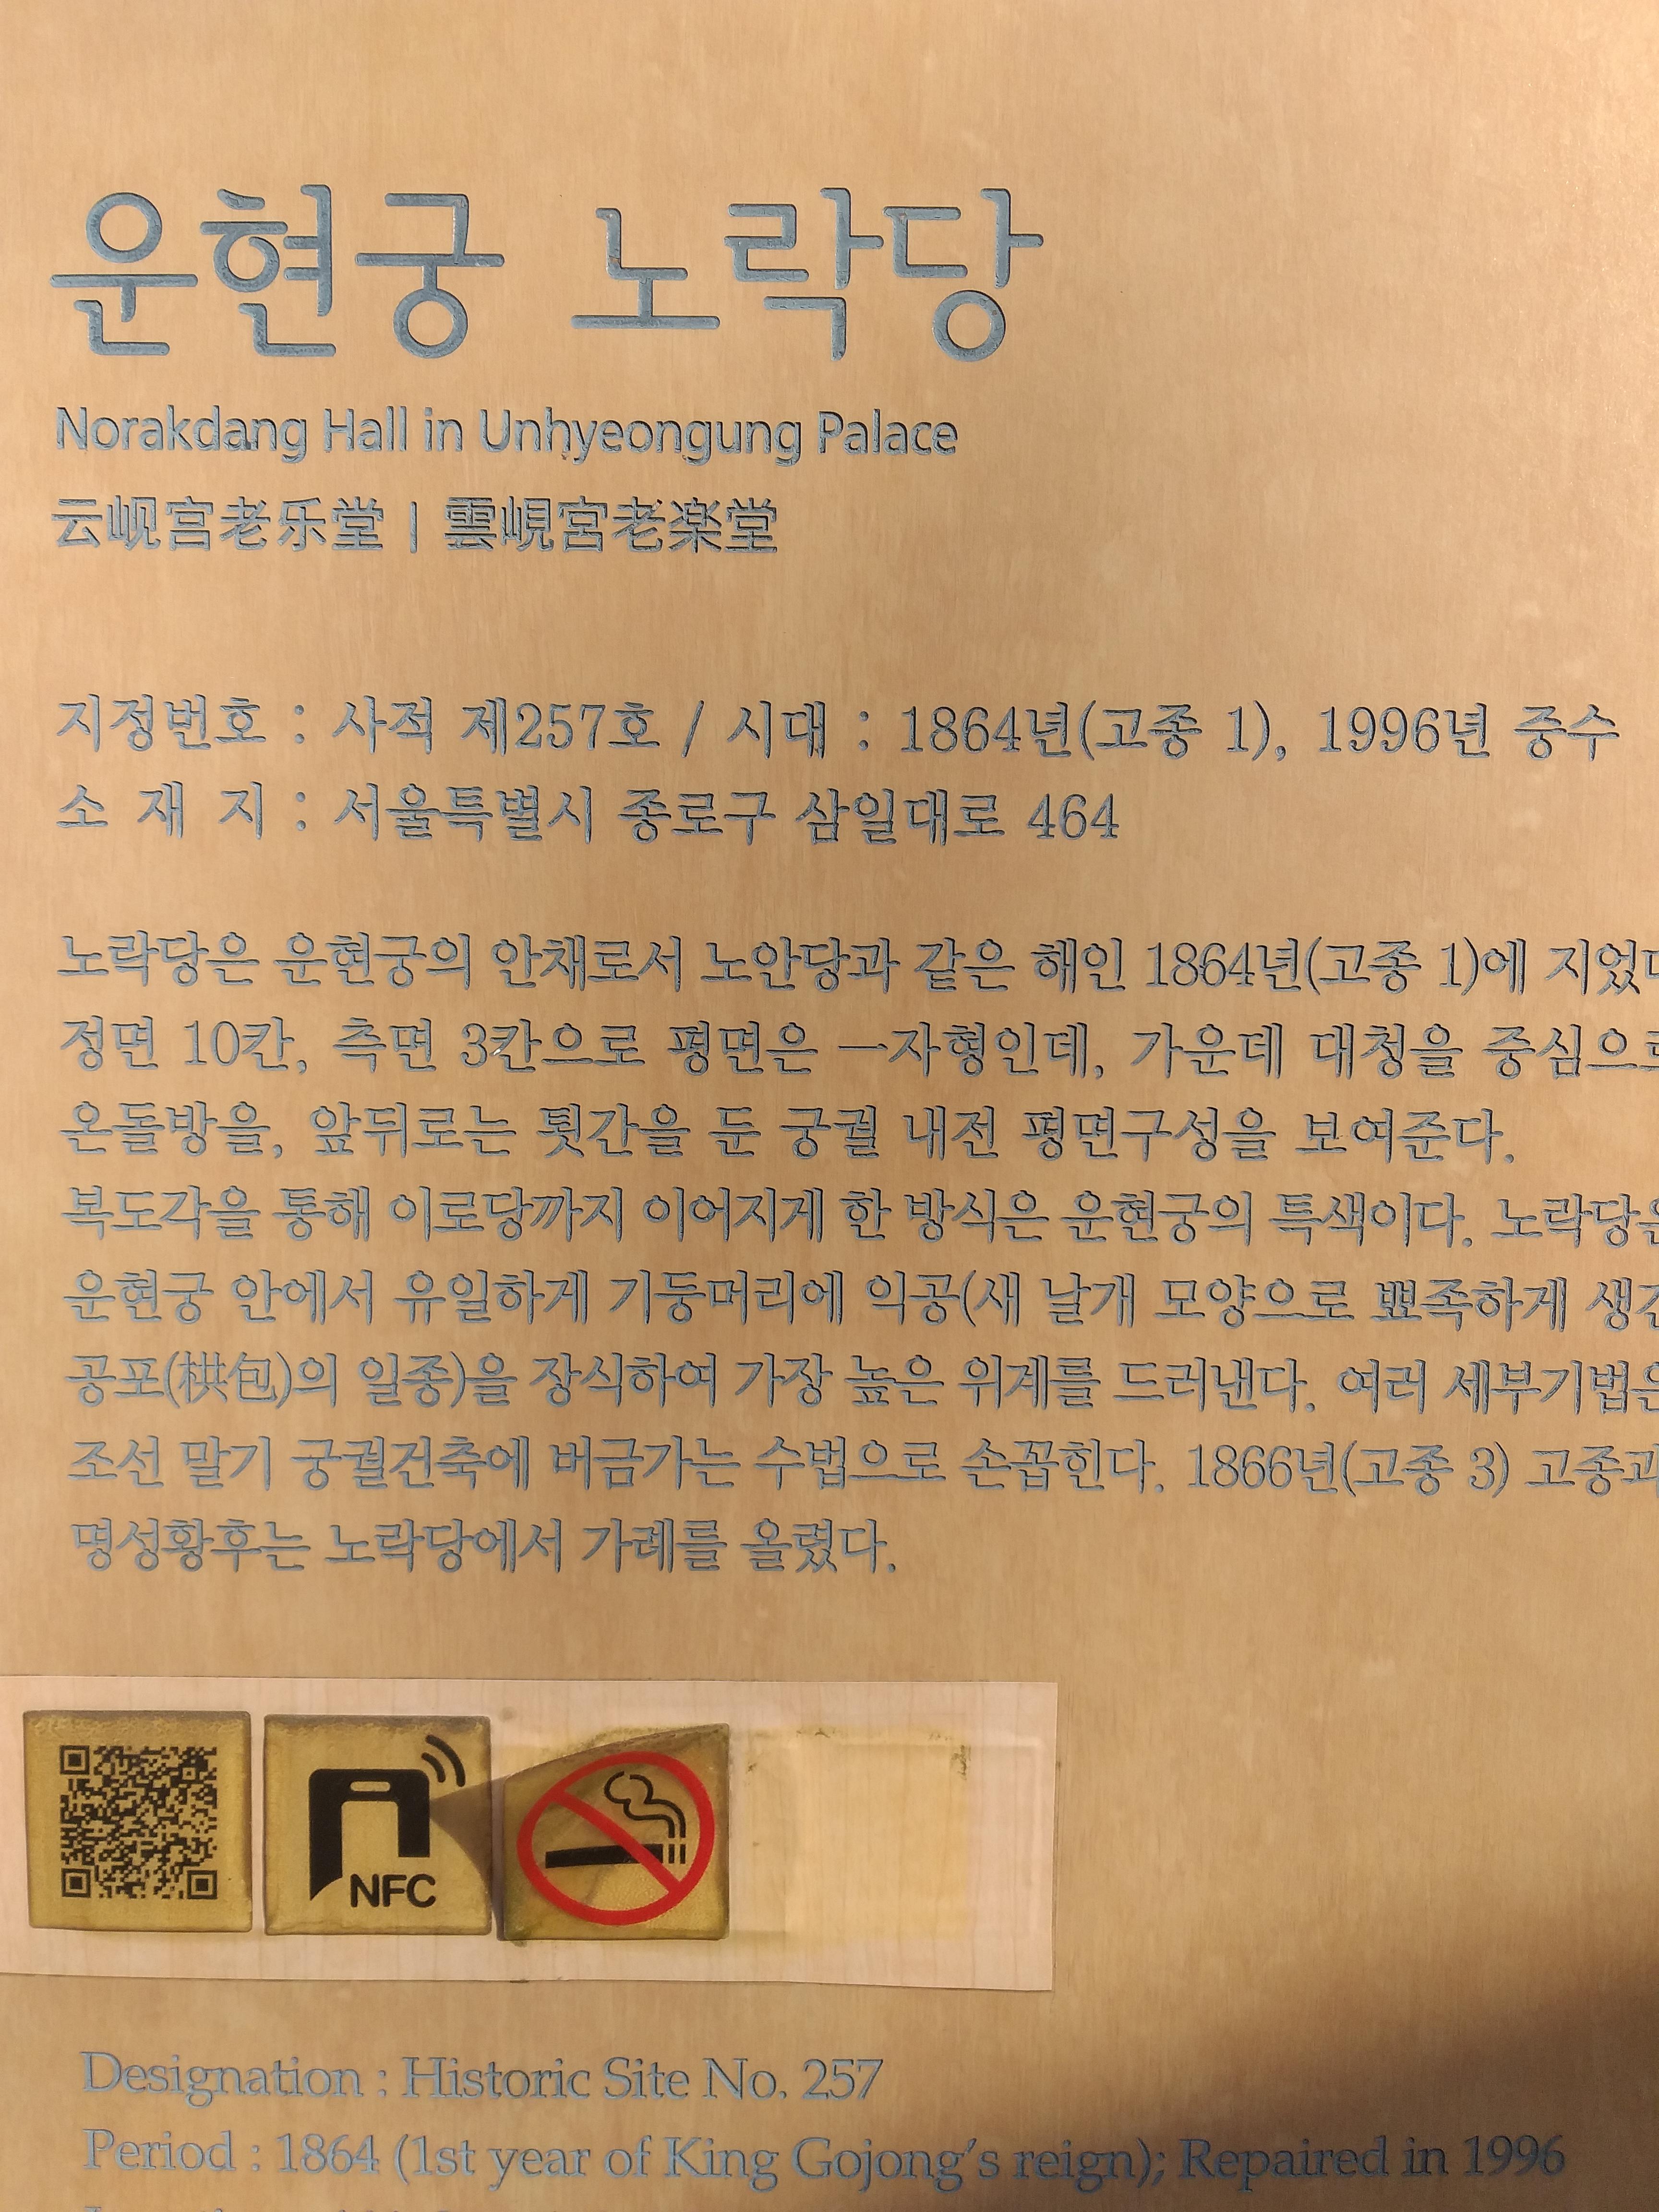 운현궁 노락당
Norakdang Hall in Unhyeongung Palace
云岘宫老乐堂 | 雲峴宮老楽堂
지정번호 : 사적 제257호 / 시대 : 1864년(고종 1), 1996년 중수
소 재 지 : 서울특별시 종로구 삼일대로 464
노락당은 운현궁의 안채로서 노안당과 같은 해인 1864년(고종 1)에 지었다
정면 10칸, 측면 3칸으로 평면은 一자형인데, 가운데 대청을 중심으로
온돌방을, 앞뒤로는 툇간을 둔 궁궐 내전 평면구성을 보여준다.
복도각을 통해 이로당까지 이어지게 한 방식은 운현궁의 특색이다. 노락당은
운현궁 안에서 유일하게 기둥머리에 익공(새 날개 모양으로 뾰족하게 생긴
공포(栱包)의 일종)을 장식하여 가장 높은 위계를 드러낸다. 여러 세부기법은
조선 말기 궁궐건축에 버금가는 수법으로 손꼽힌다. 1866년(고종 3) 고종과
명성황후는 노락당에서 가례를 올렸다.
NFC
Designation : Historic Site No. 257
Period : 1864 (1st year of King Gojong's reign); Repaired in 1996